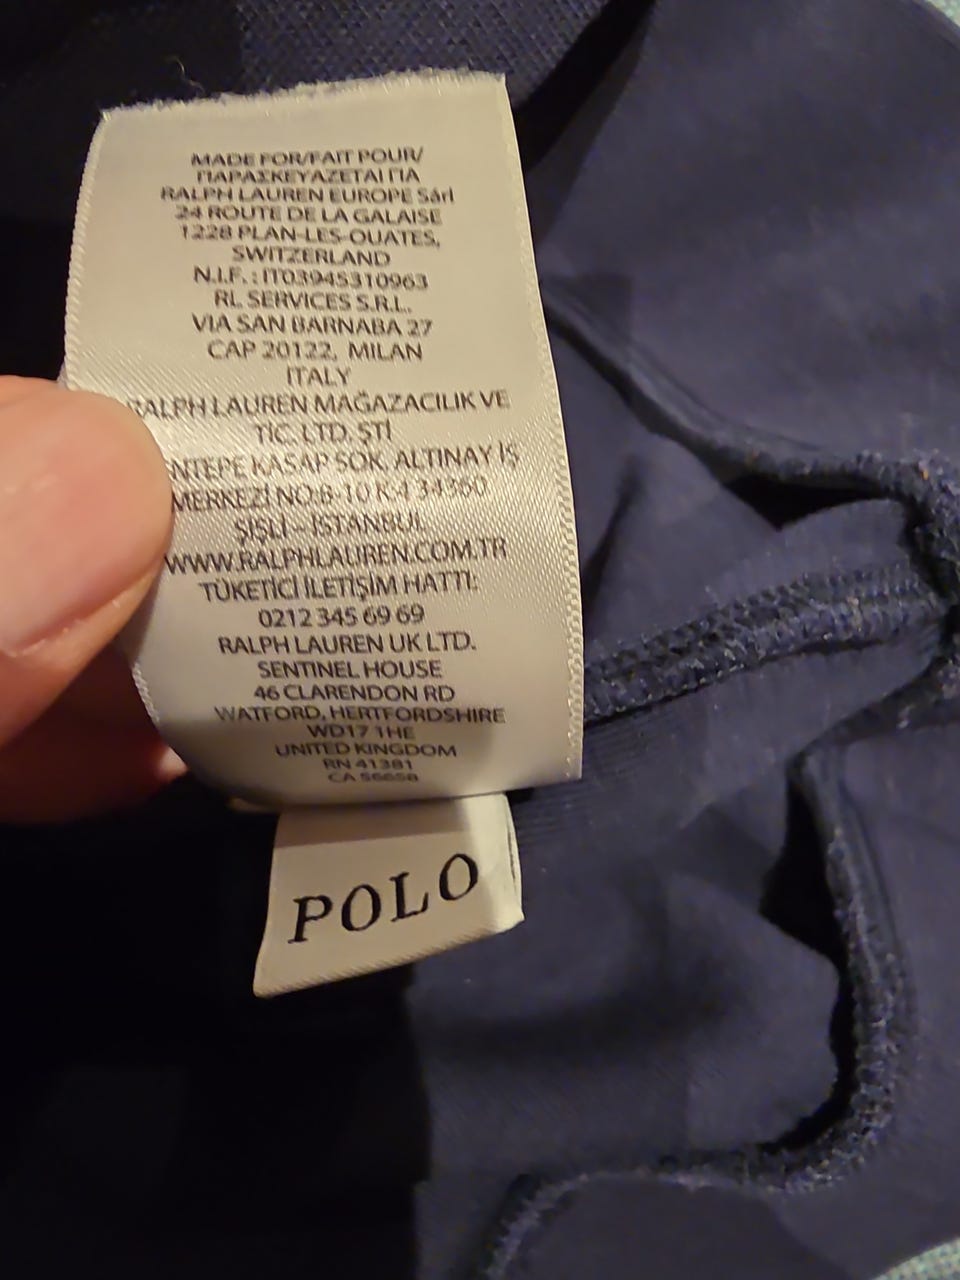 MADE FOR/FAIT POUR/
ΠΑΡΑΣΚΕΥΑΖΕΤΑΙ ΓΙΑ
RALPH LAUREN EUROPE Sárl
24 ROUTE DE LA GALAISE
1228 PLAN-LES-OUATES,
SWITZERLAND
N.I.F. : IT03945310963
RL SERVICES S.R.L.
VIA SAN BARNABA 27
CAP 20122, MILAN
ITALY
RALPH LAUREN MAĞAZACILIK VE
TİC. LTD. ŞTİ
NTEPE KASAP SOK. ALTINAY İŞ
MERKEZİ NO:8-10 K:4 34360
ŞİŞLİ – İSTANBUL
WWW.RALPHLAUREN.COM.TR
TÜKETİCİ İLETİŞİM HATTI:
0212 345 69 69
RALPH LAUREN UK LTD.
SENTINEL HOUSE
46 CLARENDON RD
WATFORD, HERTFORDSHIRE
WD17 1HE
UNITED KINGDOM
RN 41381
CA 56658
POLO